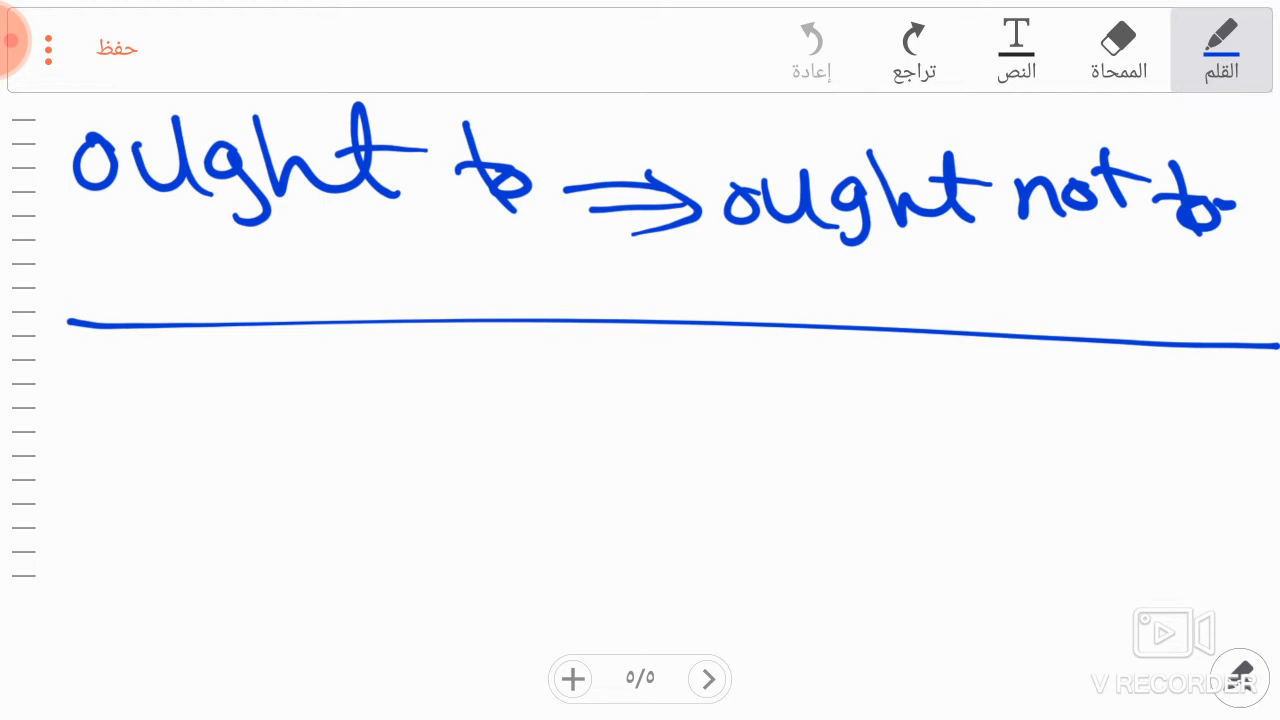 حفظ إعادة تراجع النص الممحاة القلم
ought to ⇒ ought not to
٥/٥
V RECORDER